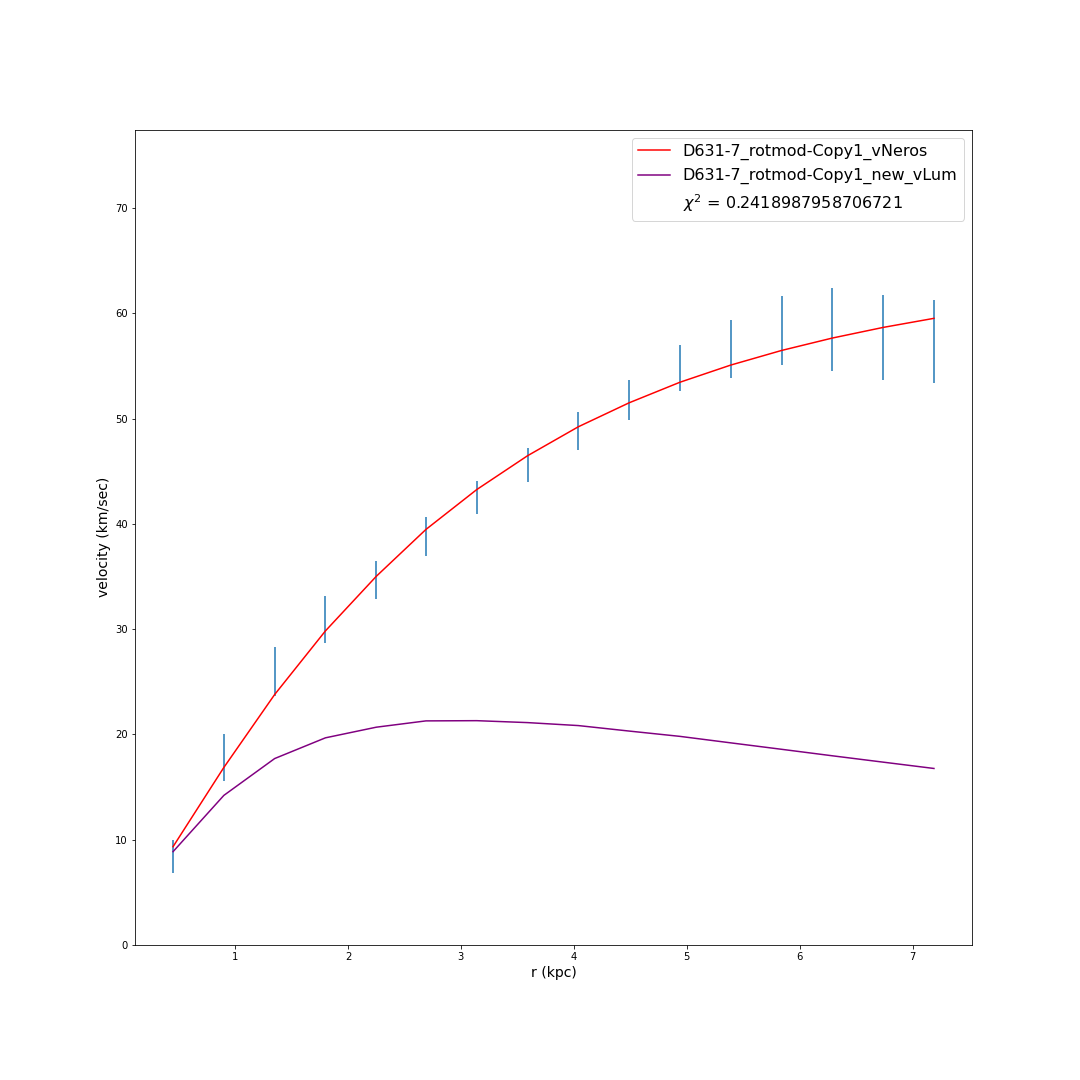 D631-7_rotmod-Copy1_vNeros
D631-7_rotmod-Copy1_new_vLum
χ² = 0.2418987958706721
70
60
50
40
30
20
10
0
velocity (km/sec)
1 2 3 4 5 6 7
r (kpc)